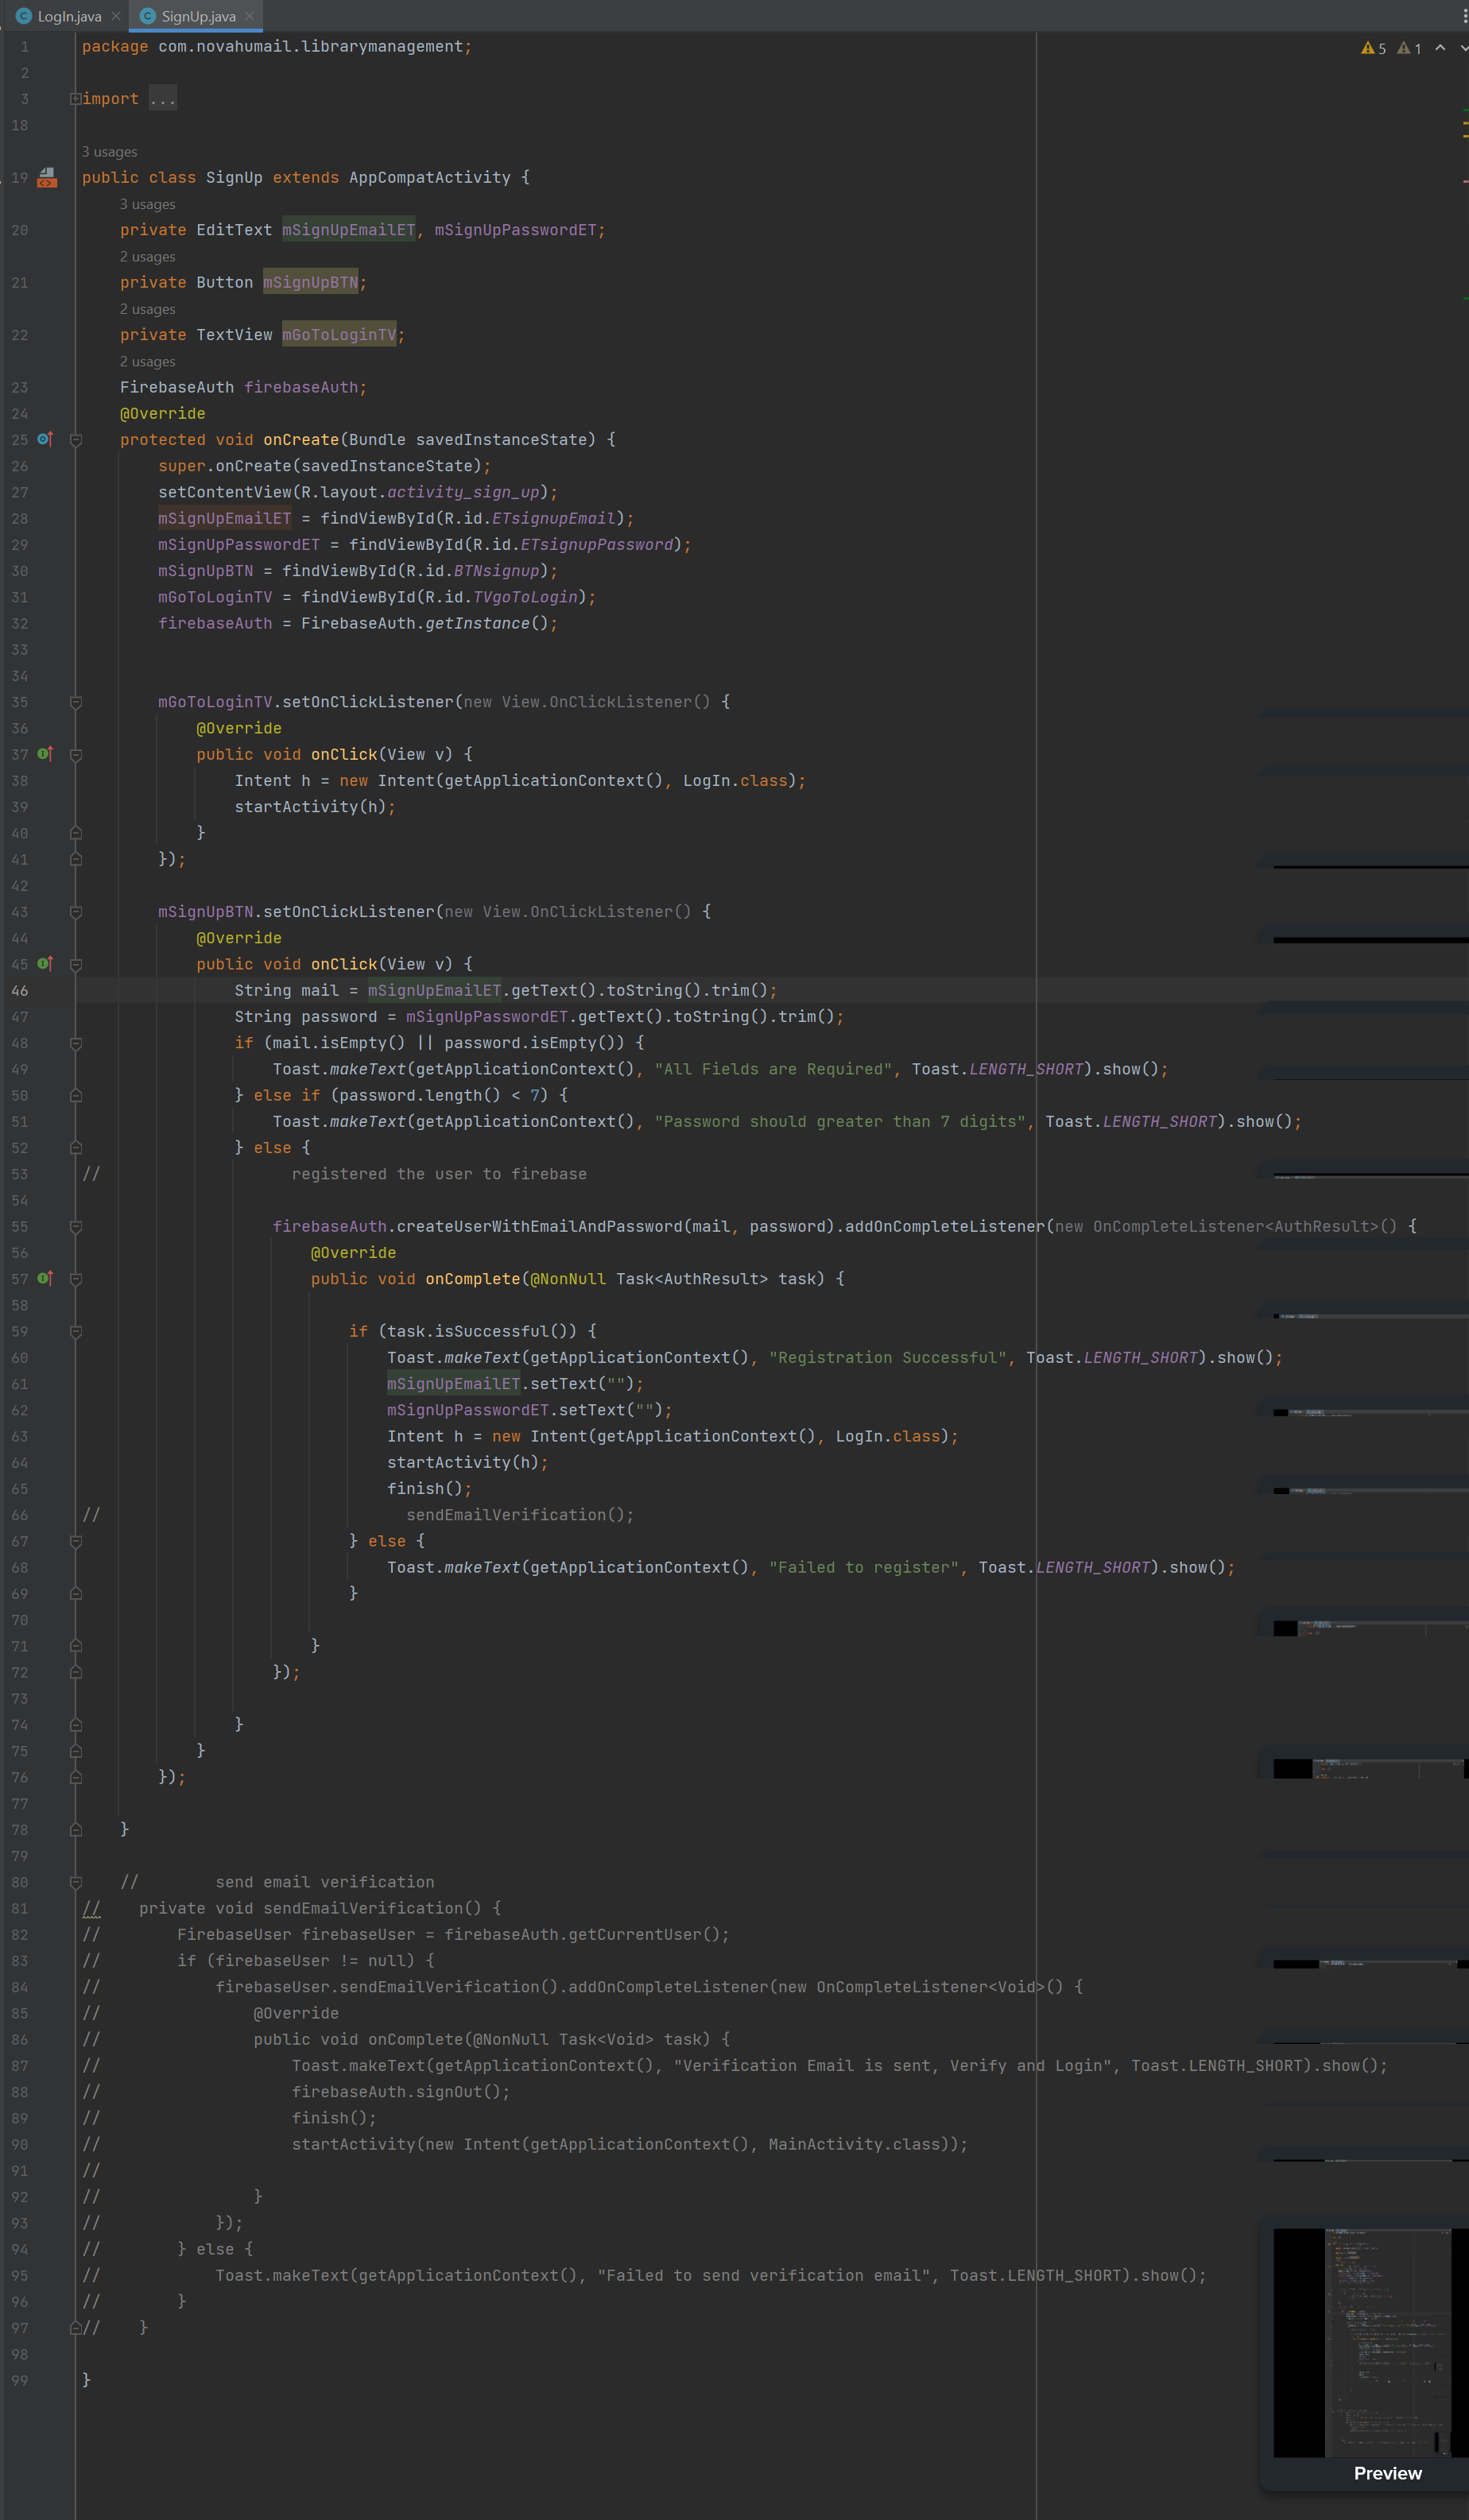 LogIn.java SignUp.java
5 1
1 package com.novahumail.librarymanagement;
2
3 import ...
18
3 usages
19 public class SignUp extends AppCompatActivity {
3 usages
20 private EditText mSignUpEmailET, mSignUpPasswordET;
2 usages
21 private Button mSignUpBTN;
2 usages
22 private TextView mGoToLoginTV;
2 usages
23 FirebaseAuth firebaseAuth;
24 @Override
25 protected void onCreate(Bundle savedInstanceState) {
26 super.onCreate(savedInstanceState);
27 setContentView(R.layout.activity_sign_up);
28 mSignUpEmailET = findViewById(R.id.ETsignupEmail);
29 mSignUpPasswordET = findViewById(R.id.ETsignupPassword);
30 mSignUpBTN = findViewById(R.id.BTNsignup);
31 mGoToLoginTV = findViewById(R.id.TVgoToLogin);
32 firebaseAuth = FirebaseAuth.getInstance();
33
34
35 mGoToLoginTV.setOnClickListener(new View.OnClickListener() {
36 @Override
37 public void onClick(View v) {
38 Intent h = new Intent(getApplicationContext(), LogIn.class);
39 startActivity(h);
40 }
41 });
42
43 mSignUpBTN.setOnClickListener(new View.OnClickListener() {
44 @Override
45 public void onClick(View v) {
46 String mail = mSignUpEmailET.getText().toString().trim();
47 String password = mSignUpPasswordET.getText().toString().trim();
48 if (mail.isEmpty() || password.isEmpty()) {
49 Toast.makeText(getApplicationContext(), "All Fields are Required", Toast.LENGTH_SHORT).show();
50 } else if (password.length() < 7) {
51 Toast.makeText(getApplicationContext(), "Password should greater than 7 digits", Toast.LENGTH_SHORT).show();
52 } else {
53 // registered the user to firebase
54
55 firebaseAuth.createUserWithEmailAndPassword(mail, password).addOnCompleteListener(new OnCompleteListener<AuthResult>() {
56 @Override
57 public void onComplete(@NonNull Task<AuthResult> task) {
58
59 if (task.isSuccessful()) {
60 Toast.makeText(getApplicationContext(), "Registration Successful", Toast.LENGTH_SHORT).show();
61 mSignUpEmailET.setText("");
62 mSignUpPasswordET.setText("");
63 Intent h = new Intent(getApplicationContext(), LogIn.class);
64 startActivity(h);
65 finish();
66 // sendEmailVerification();
67 } else {
68 Toast.makeText(getApplicationContext(), "Failed to register", Toast.LENGTH_SHORT).show();
69 }
70
71 }
72 });
73
74 }
75 }
76 });
77
78 }
79
80 // send email verification
81 // private void sendEmailVerification() {
82 // FirebaseUser firebaseUser = firebaseAuth.getCurrentUser();
83 // if (firebaseUser != null) {
84 // firebaseUser.sendEmailVerification().addOnCompleteListener(new OnCompleteListener<Void>() {
85 // @Override
86 // public void onComplete(@NonNull Task<Void> task) {
87 // Toast.makeText(getApplicationContext(), "Verification Email is sent, Verify and Login", Toast.LENGTH_SHORT).show();
88 // firebaseAuth.signOut();
89 // finish();
90 // startActivity(new Intent(getApplicationContext(), MainActivity.class));
91 //
92 // }
93 // });
94 // } else {
95 // Toast.makeText(getApplicationContext(), "Failed to send verification email", Toast.LENGTH_SHORT).show();
96 // }
97 // }
98
99 }
Preview